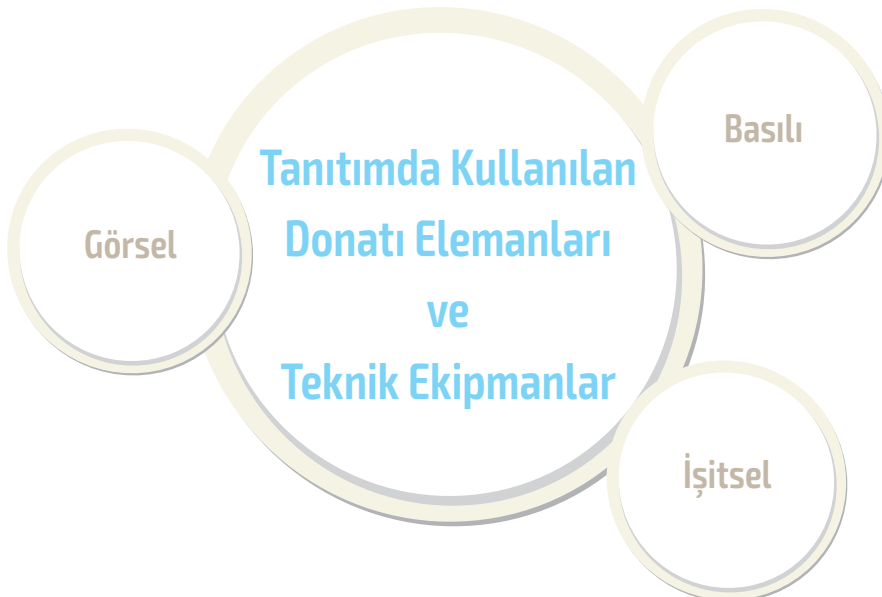 Tanıtımda Kullanılan
Donatı Elemanları
ve
Teknik Ekipmanlar
Görsel
Basılı
İşitsel